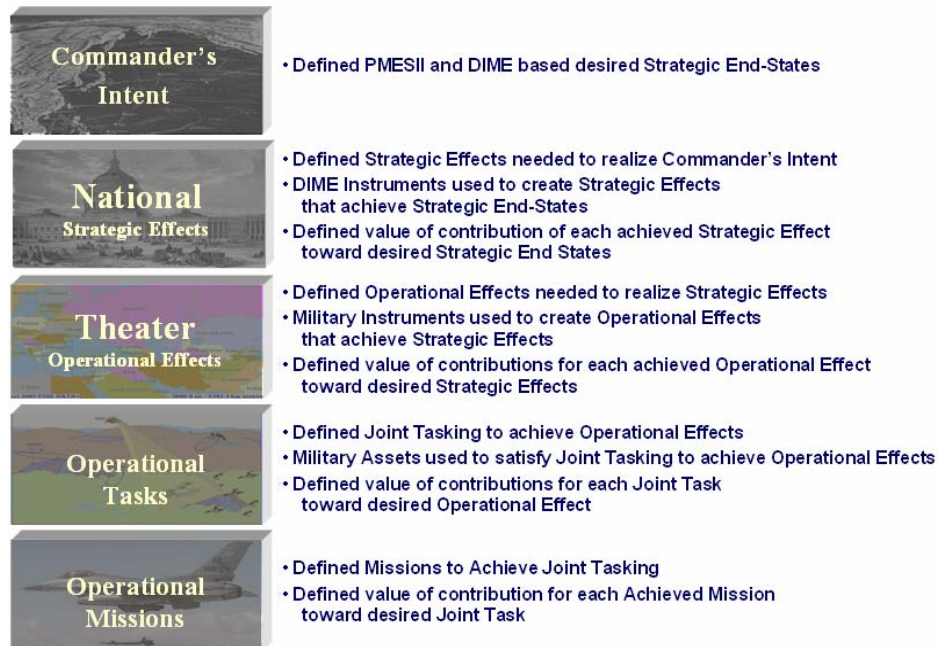 Commander's
Intent
• Defined PMESII and DIME based desired Strategic End-States
National
Strategic Effects
• Defined Strategic Effects needed to realize Commander's Intent
• DIME Instruments used to create Strategic Effects
that achieve Strategic End-States
• Defined value of contribution of each achieved Strategic Effect
toward desired Strategic End States
Theater
Operational Effects
• Defined Operational Effects needed to realize Strategic Effects
• Military Instruments used to create Operational Effects
that achieve Strategic Effects
• Defined value of contributions for each achieved Operational Effect
toward desired Strategic Effects
Operational
Tasks
• Defined Joint Tasking to achieve Operational Effects
• Military Assets used to satisfy Joint Tasking to achieve Operational Effects
• Defined value of contributions for each Joint Task
toward desired Operational Effect
Operational
Missions
• Defined Missions to Achieve Joint Tasking
• Defined value of contribution for each Achieved Mission
toward desired Joint Task